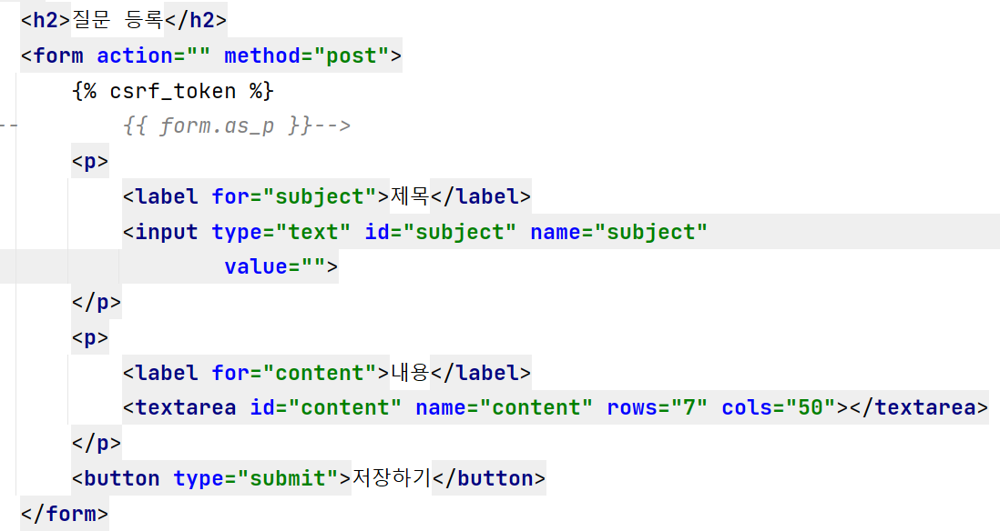 <h2>질문 등록</h2>
<form action="" method="post">
{% csrf_token %}
-- {{ form.as_p }}-->
<p>
<label for="subject">제목</label>
<input type="text" id="subject" name="subject"
value="">
</p>
<p>
<label for="content">내용</label>
<textarea id="content" name="content" rows="7" cols="50"></textarea>
</p>
<button type="submit">저장하기</button>
</form>